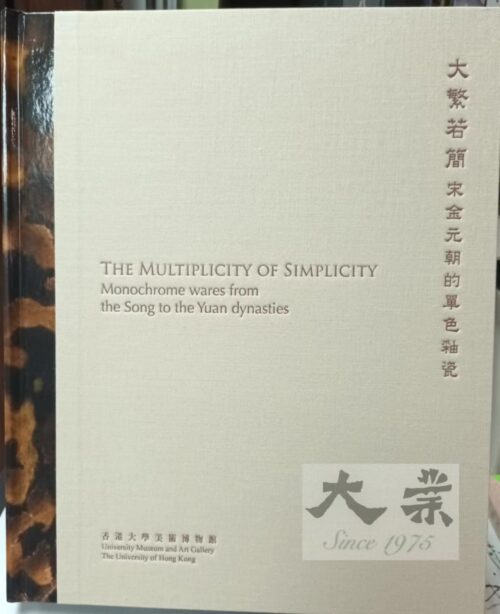 大繁若簡 宋金元朝的單色釉瓷
THE MULTIPLICITY OF SIMPLICITY
Monochrome wares from
the Song to the Yuan dynasties
香港大學美術博物館
University Museum and Art Gallery
The University of Hong Kong
大業
Since 1975